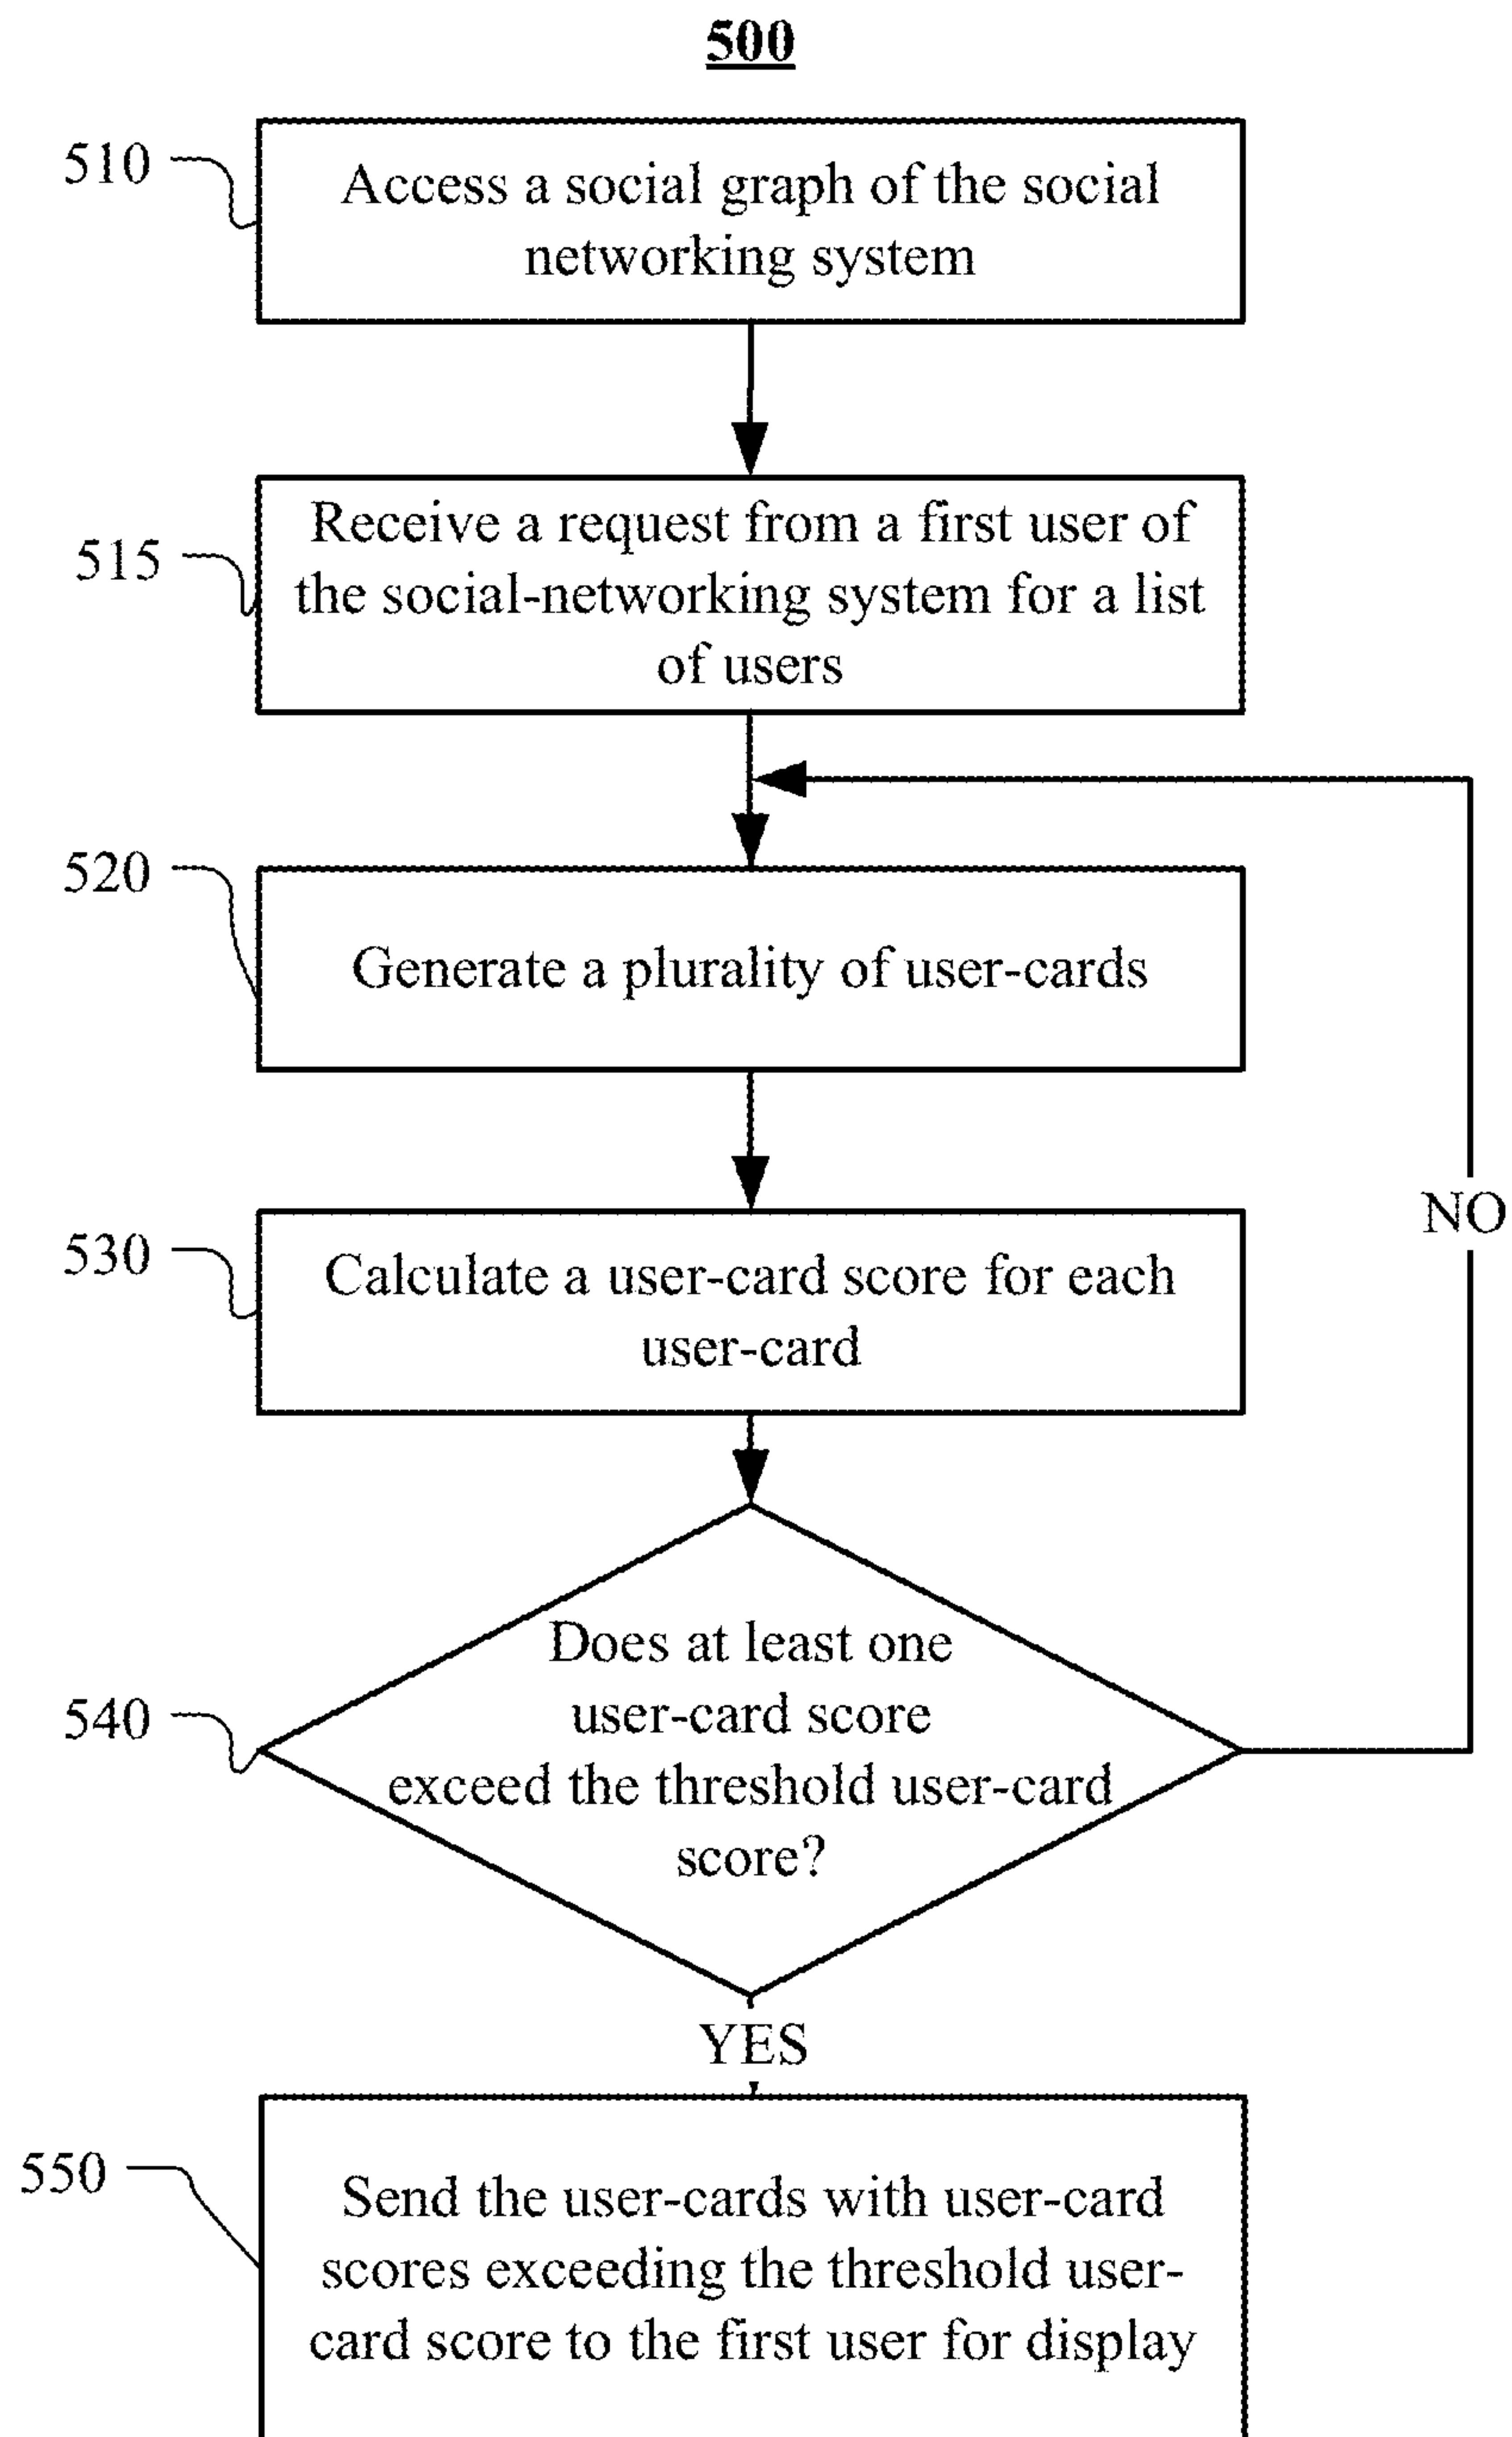 500
510
Access a social graph of the social
networking system
515
Receive a request from a first user of
the social-networking system for a list
of users
520
Generate a plurality of user-cards
530
Calculate a user-card score for each
user-card
NO
540
Does at least one
user-card score
exceed the threshold user-card
score?
YES
550
Send the user-cards with user-card
scores exceeding the threshold user-
card score to the first user for display